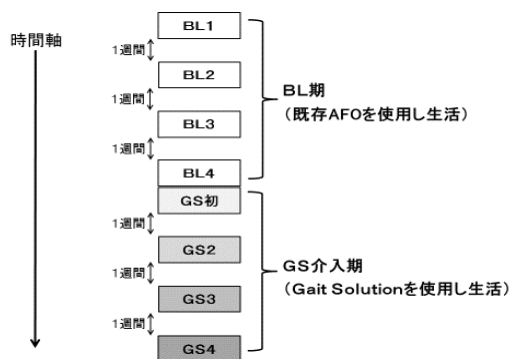 時間軸
BL1
1週間
BL2
1週間
BL3
1週間
BL4
BL期
(既存AFOを使用し生活)
GS初
1週間
GS2
1週間
GS3
1週間
GS4
GS介入期
(Gait Solutionを使用し生活)